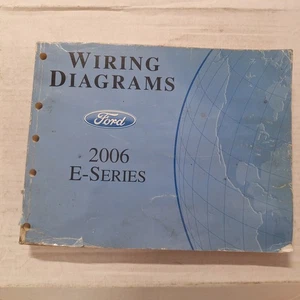 WIRING
DIAGRAMS
Ford
2006
E-SERIES